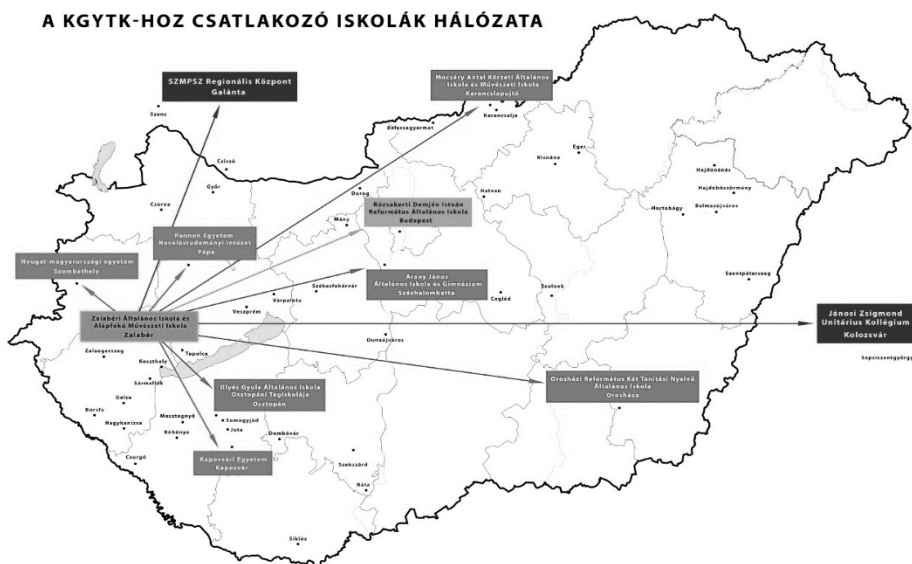 A KGYTK-HOZ CSATLAKOZÓ ISKOLÁK HÁLÓZATA
SZMPSZ Regionális Központ
Galánta
Mocsáry Antal Körzeti Általános
Iskola és Művészeti Iskola
Karancslapujtő
Szenc
Karancsalja
Balassagyarmat
Csicsó
Győr
Csorna
Derog
Mány
Hatvan
Kisnána
Eger
Hajdúnánás
Hajdúböszörmény
Balmazújváros
Hortobágy
Rózsakerti Demjén István
Református Általános Iskola
Budapest
Pannon Egyetem
Neveléstudományi intézet
Pápa
Nyugat-magyarországi egyetem
Szombathely
Arany János
Általános Iskola és Gimnázium
Százhalombatta
Székesfehérvár
Várpalota
Veszprém
Cegléd
Szolnok
Szentpéterszeg
Zalabéri Általános Iskola és
Alapfokú Művészeti Iskola
Zalabér
Jánosi Zsigmond
Unitárius Kollégium
Kolozsvár
Sepsiszentgyörgy
Dunaújváros
Zalaegerszeg
Tapolca
Keszthely
Sármellék
Illyés Gyula Általános Iskola
Osztopáni Tagiskolája
Osztopán
Orosházi Református Két Tanítási Nyelvű
Általános Iskola
Orosháza
Galsa
Borsfa
Nagykanizsa
Mesztegnyő
Somogyjád
Juta
Dombóvár
Kaposvári Egyetem
Kaposvár
Csurgó
Szekszárd
Báta
Siklós